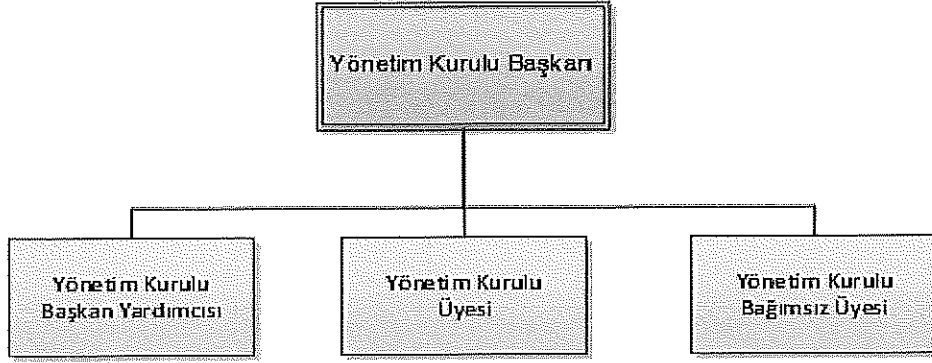 Yönetim Kurulu Başkanı
Yönetim Kurulu
Başkan Yardımcısı
Yönetim Kurulu
Üyesi
Yönetim Kurulu
Bağımsız Üyesi